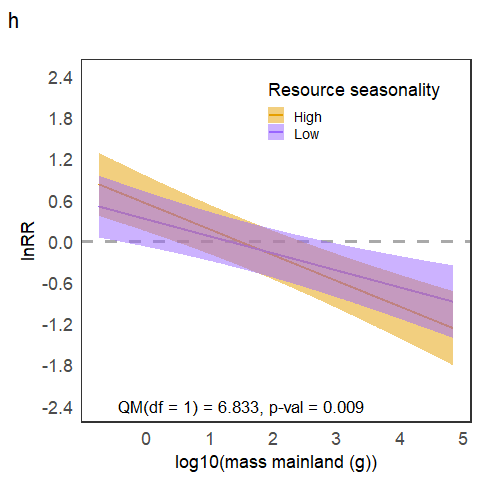 h
Resource seasonality
High
Low
2.4
1.8
1.2
0.6
0.0
-0.6
-1.2
-1.8
-2.4
lnRR
QM(df = 1) = 6.833, p-val = 0.009
0 1 2 3 4 5
log10(mass mainland (g))